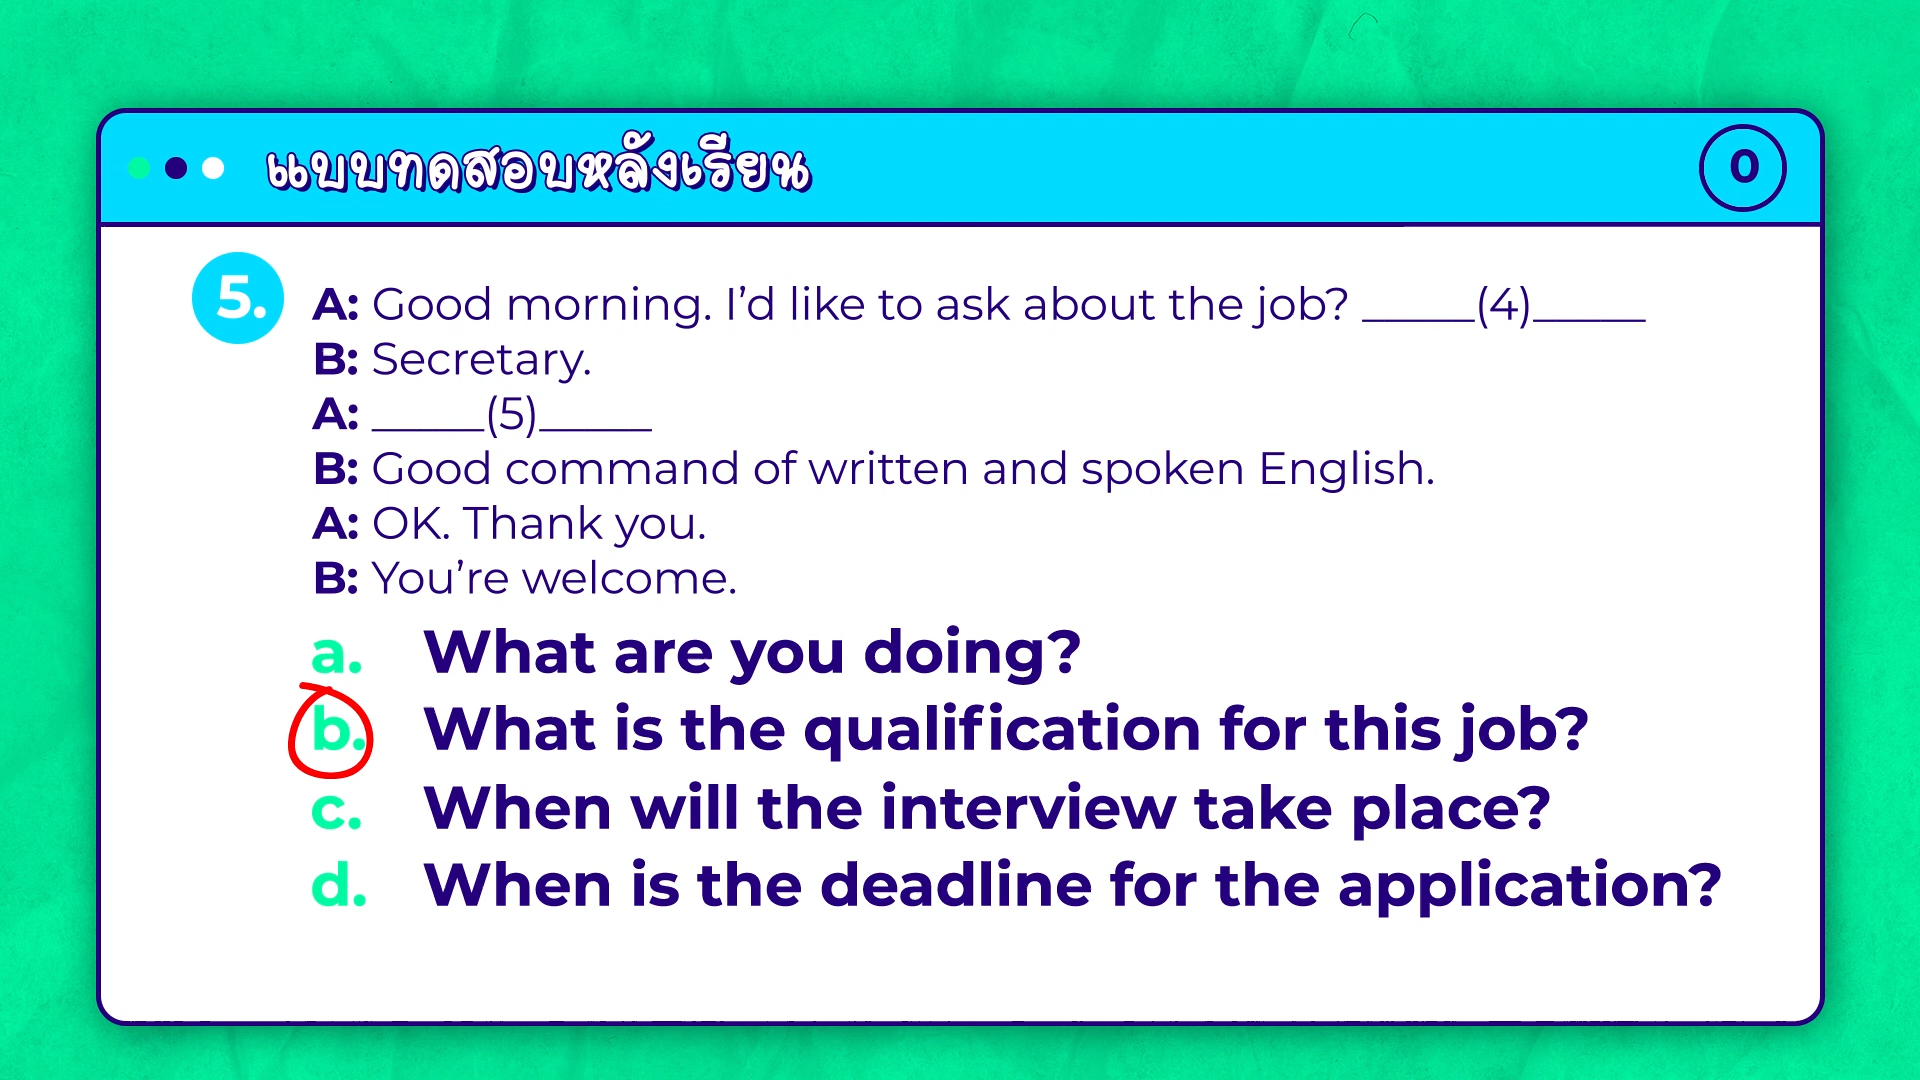 แบบทดสอบหลังเรียน
0
5. A: Good morning. I’d like to ask about the job? _____(4)_____
B: Secretary.
A: _____(5)_____
B: Good command of written and spoken English.
A: OK. Thank you.
B: You’re welcome.
a. What are you doing?
b. What is the qualification for this job?
c. When will the interview take place?
d. When is the deadline for the application?